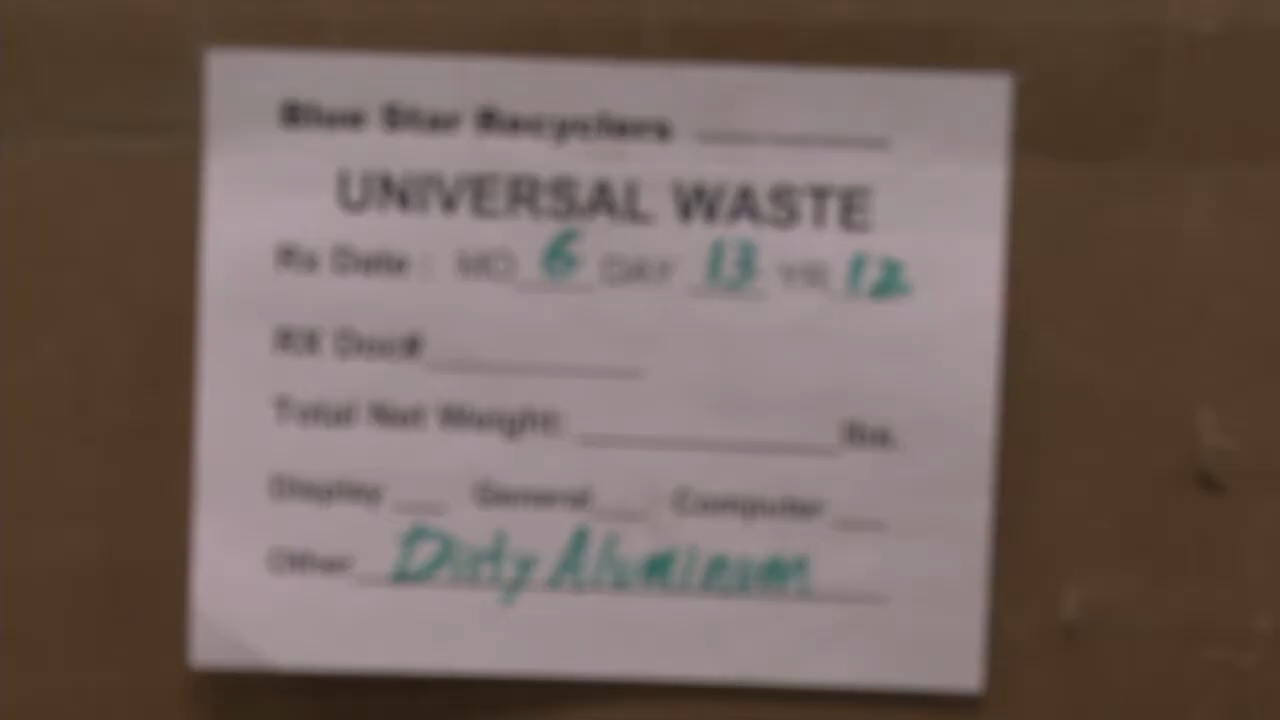 Blue Star Recyclers
UNIVERSAL WASTE
Rx Date : MO 6 DAY 13 YR 12
RX Doc#
Total Net Weight: lbs.
Display General Computer
Other Dirty Aluminum